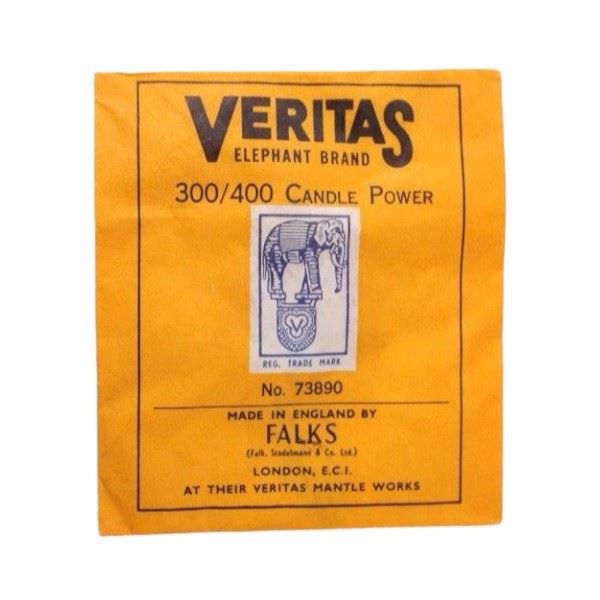 VERITAS
ELEPHANT BRAND
300/400 CANDLE POWER
V
REG. TRADE MARK
No. 73890
MADE IN ENGLAND BY
FALKS
(Falk, Stadelmann & Co. Ltd.)
LONDON, E.C.I.
AT THEIR VERITAS MANTLE WORKS